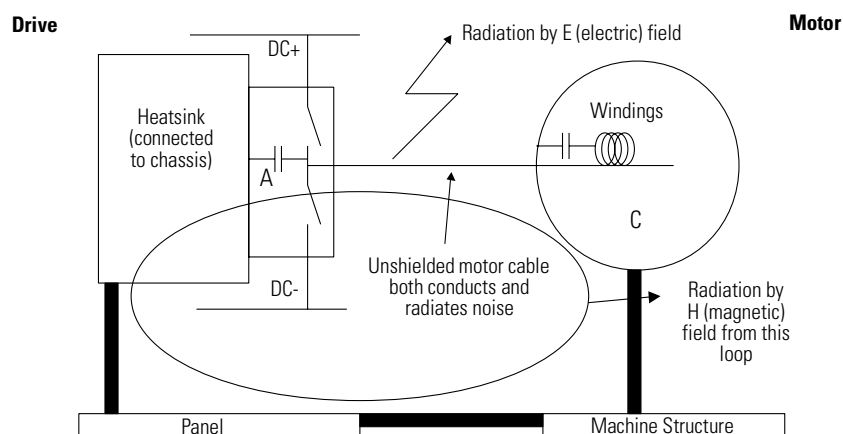 Drive
Motor
DC+
Radiation by E (electric) field
Heatsink
(connected
to chassis)
Windings
A
C
Unshielded motor cable
both conducts and
radiates noise
DC-
Radiation by
H (magnetic)
field from this
loop
Panel
Machine Structure